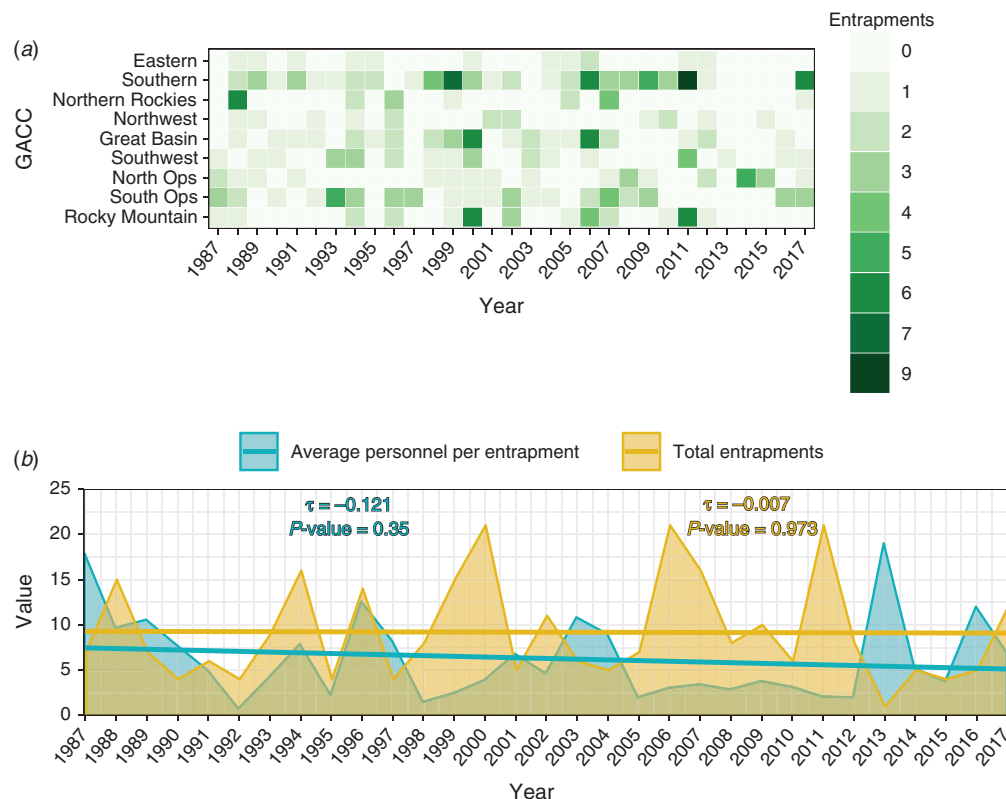 (a)
Entrapments
GACC
Eastern
Southern
Northern Rockies
Northwest
Great Basin
Southwest
North Ops
South Ops
Rocky Mountain
1987 1989 1991 1993 1995 1997 1999 2001 2003 2005 2007 2009 2011 2013 2015 2017
Year
0
1
2
3
4
5
6
7
9
(b)
Average personnel per entrapment
Total entrapments
τ = –0.121
P-value = 0.35
τ = –0.007
P-value = 0.973
Value
25
20
15
10
5
0
1987 1988 1989 1990 1991 1992 1993 1994 1995 1996 1997 1998 1999 2000 2001 2002 2003 2004 2005 2006 2007 2008 2009 2010 2011 2012 2013 2014 2015 2016 2017
Year